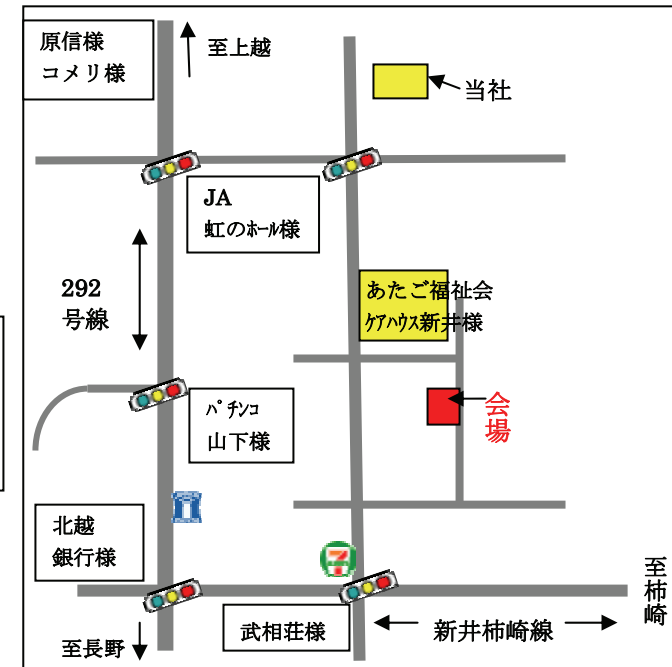 原信様
コメリ様
至上越
当社
JA
虹のﾎｰﾙ様
292
号線
あたご福祉会
ｹｱﾊｳｽ新井様
ﾊﾟﾁﾝｺ
山下様
会
場
北越
銀行様
7
至
柿
崎
武相荘様
新井柿崎線
至長野